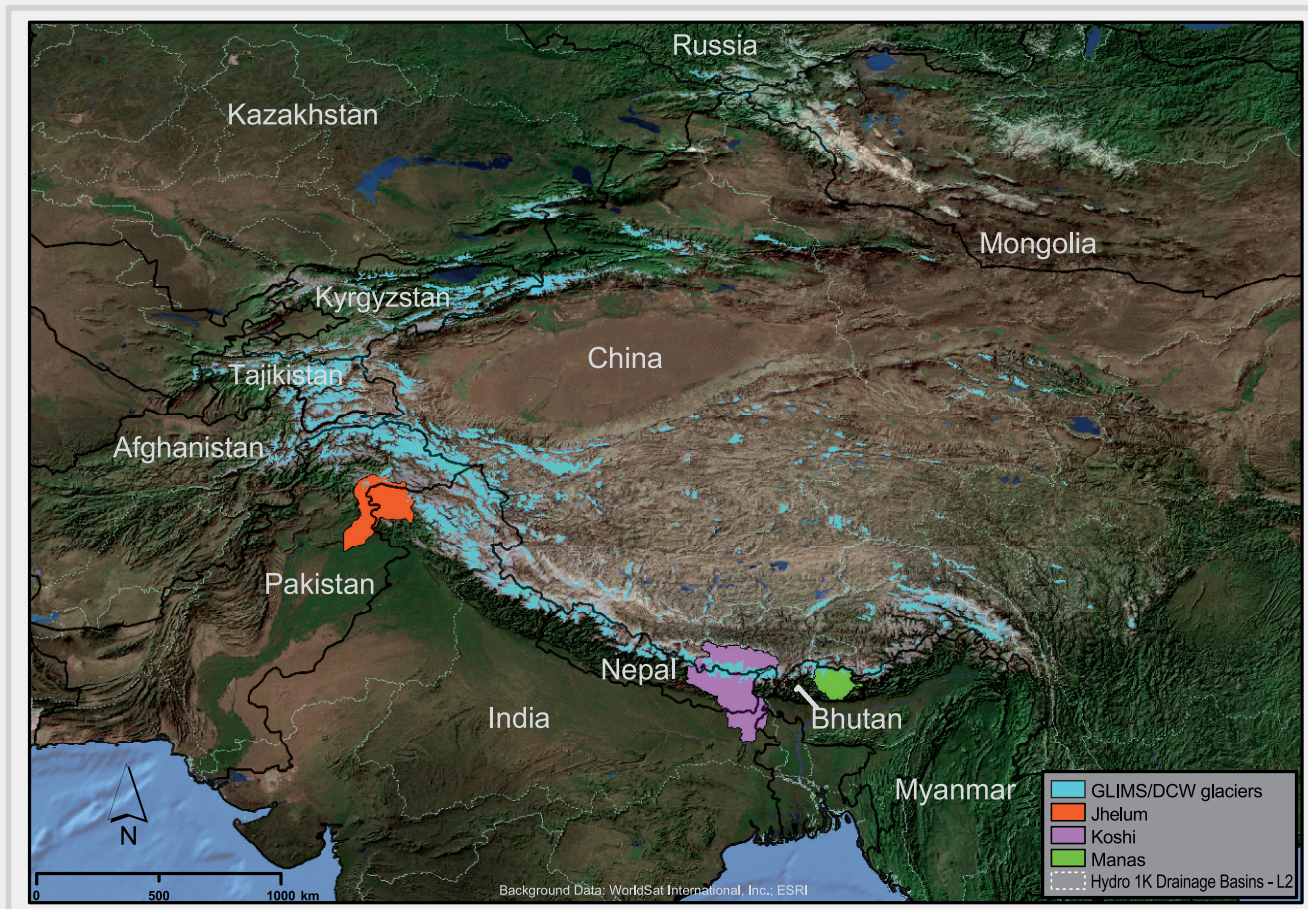 Russia
Kazakhstan
Mongolia
Kyrgyzstan
China
Tajikistan
Afghanistan
Pakistan
Nepal
India
Bhutan
Myanmar
GLIMS/DCW glaciers
Jhelum
Koshi
Manas
Hydro 1K Drainage Basins - L2
N
0 500 1000 km
Background Data: WorldSat International, Inc.; ESRI